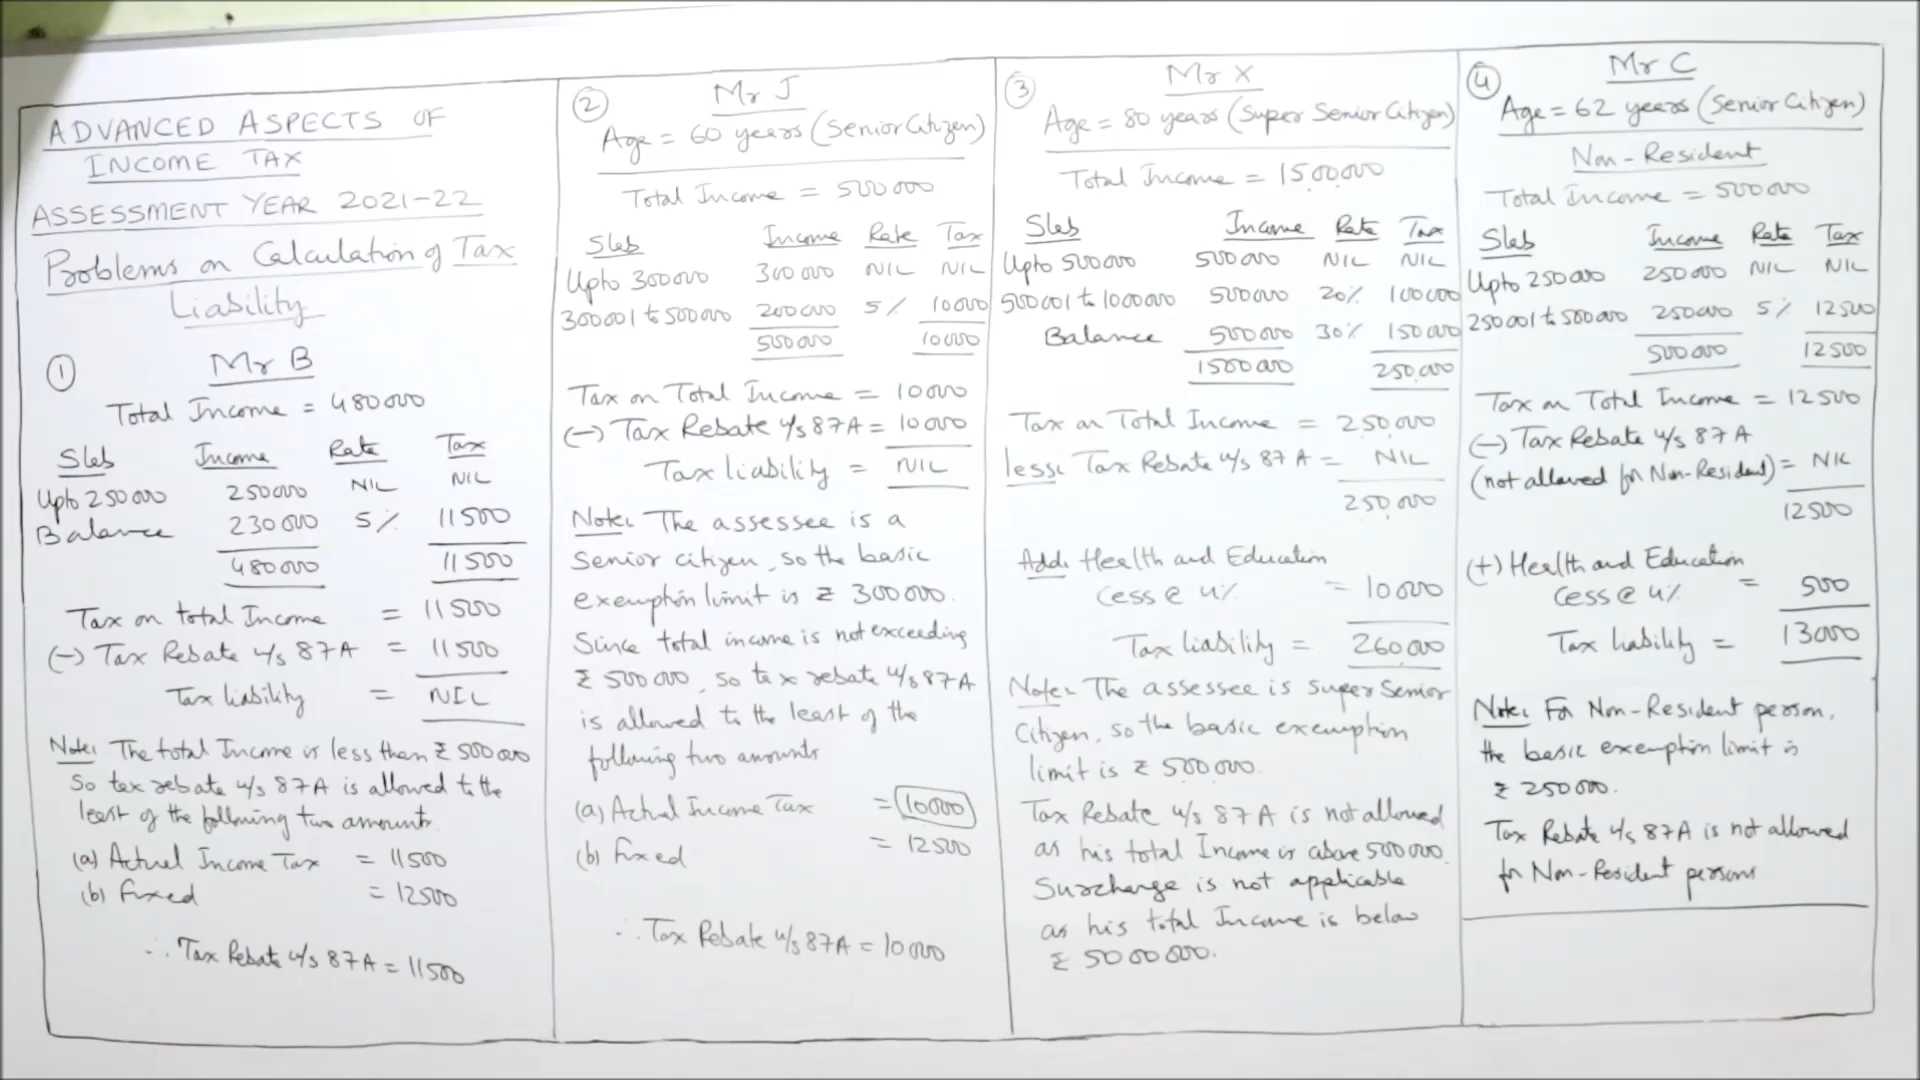 ADVANCED ASPECTS OF
INCOME TAX
ASSESSMENT YEAR 2021-22
Problems on Calculation of Tax
Liability
① Mr B
Total Income = 480000
Slab Income Rate Tax
Upto 250000 250000 NIL NIL
Balance 230000 5% 11500
480000 11500
Tax on total Income = 11500
(-) Tax Rebate u/s 87A = 11500
Tax liability = NIL
Note: The total Income is less than ₹ 500000
So tax rebate u/s 87A is allowed to the
least of the following two amounts
(a) Actual Income Tax = 11500
(b) Fixed = 12500
∴ Tax Rebate u/s 87A = 11500
② Mr J
Age = 60 years (Senior Citizen)
Total Income = 500000
Slab Income Rate Tax
Upto 300000 300000 NIL NIL
300001 to 500000 200000 5% 10000
500000 10000
Tax on Total Income = 10000
(-) Tax Rebate u/s 87A = 10000
Tax liability = NIL
Note: The assessee is a
Senior citizen, so the basic
exemption limit is ₹ 300000.
Since total income is not exceeding
₹ 500000, so tax rebate u/s 87A
is allowed to the least of the
following two amounts
(a) Actual Income Tax = 10000
(b) Fixed = 12500
∴ Tax Rebate u/s 87A = 10000
③ Mr X
Age = 80 years (Super Senior Citizen)
Total Income = 15,00,000
Slab Income Rate Tax
Upto 500000 500000 NIL NIL
500001 to 1000000 500000 20% 100000
Balance 500000 30% 150000
1500000 250,000
Tax on Total Income = 250,000
less: Tax Rebate u/s 87A = NIL
250,000
Add: Health and Education
Cess @ 4% = 10000
Tax liability = 260,000
Note: The assessee is super Senior
Citizen, so the basic exemption
limit is ₹ 5,00,000.
Tax Rebate u/s 87A is not allowed
as his total Income is above 500000.
Surcharge is not applicable
as his total Income is below
₹ 5000000.
④ Mr C
Age = 62 years (Senior Citizen)
Non-Resident
Total Income = 500000
Slab Income Rate Tax
Upto 250000 250000 NIL NIL
250001 to 500000 250000 5% 12500
500000 12500
Tax on Total Income = 12500
(-) Tax Rebate u/s 87A
(not allowed for Non-Resident) = NIL
12500
(+) Health and Education
Cess @ 4% = 500
Tax liability = 13000
Note: For Non-Resident person,
the basic exemption limit is
₹ 250000.
Tax Rebate u/s 87A is not allowed
for Non-Resident persons